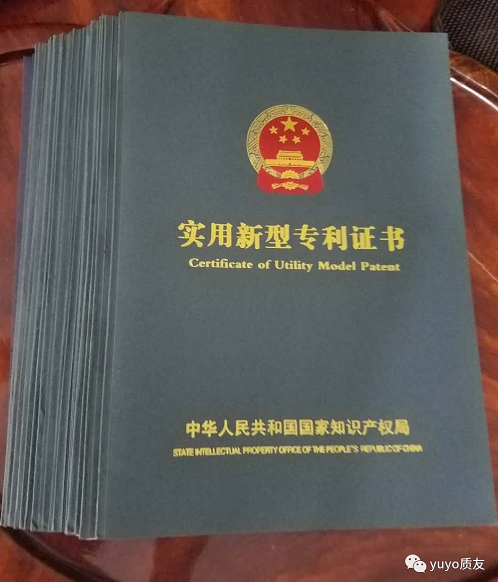 实用新型专利证书
Certificate of Utility Model Patent
中华人民共和国国家知识产权局
STATE INTELLECTUAL PROPERTY OFFICE OF THE PEOPLE'S REPUBLIC OF CHINA
yuyo质友